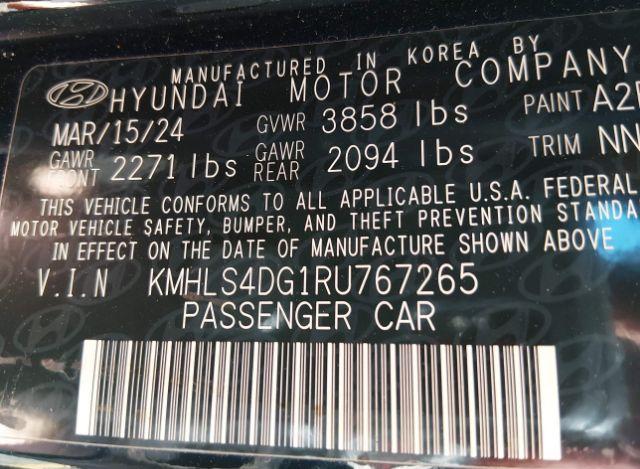 MANUFACTURED IN KOREA BY
HYUNDAI MOTOR COMPANY
MAR/15/24 GVWR 3858 lbs PAINT
GAWR FRONT 2271 lbs GAWR REAR 2094 lbs TRIM NN
THIS VEHICLE CONFORMS TO ALL APPLICABLE U.S.A. FEDERAL
MOTOR VEHICLE SAFETY, BUMPER, AND THEFT PREVENTION STANDA
IN EFFECT ON THE DATE OF MANUFACTURE SHOWN ABOVE
V.I.N KMHLS4DG1RU767265
PASSENGER CAR